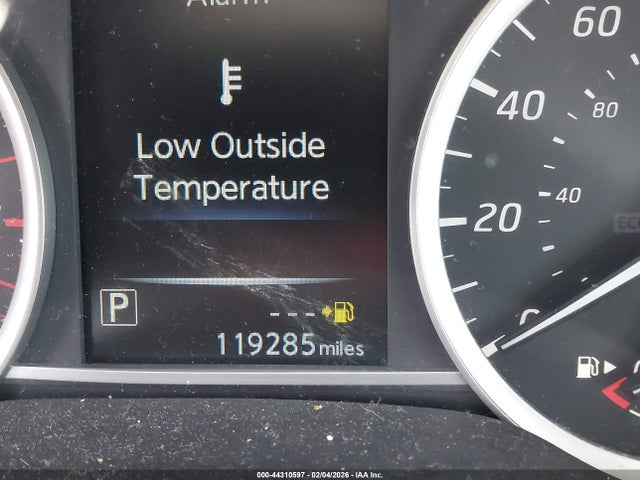 Alarm
Low Outside
Temperature
P
---
119285 miles
60
40
80
40
20
000-44310597 - 02/04/2026 - IAA Inc.